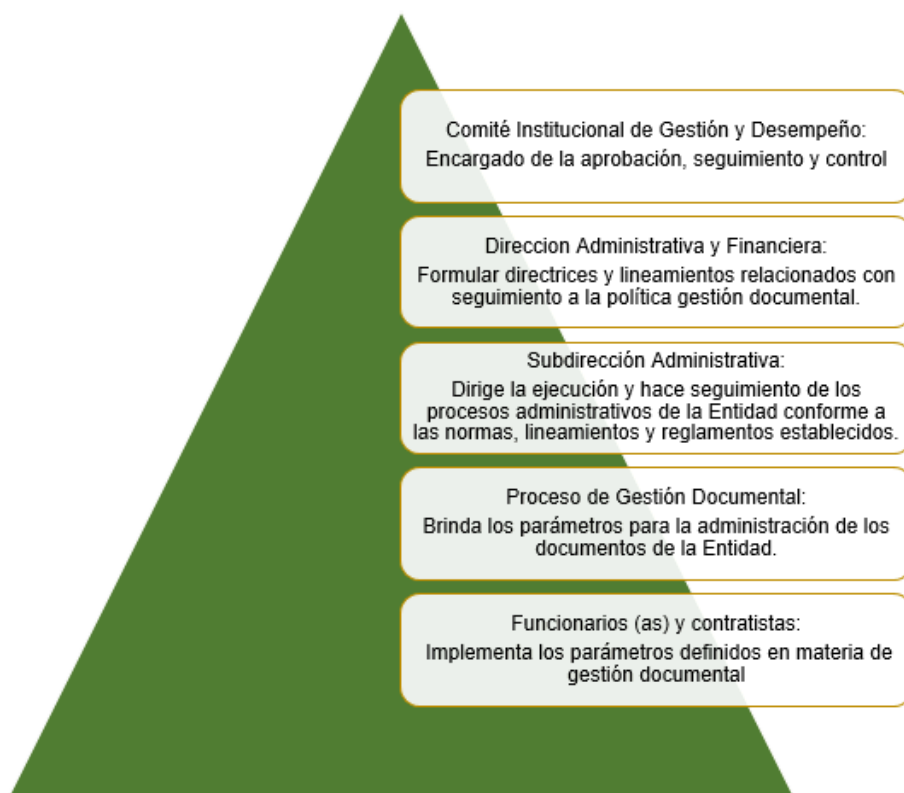 Comité Institucional de Gestión y Desempeño:
Encargado de la aprobación, seguimiento y control
Direccion Administrativa y Financiera:
Formular directrices y lineamientos relacionados con
seguimiento a la política gestión documental.
Subdirección Administrativa:
Dirige la ejecución y hace seguimiento de los
procesos administrativos de la Entidad conforme a
las normas, lineamientos y reglamentos establecidos.
Proceso de Gestión Documental:
Brinda los parámetros para la administración de los
documentos de la Entidad.
Funcionarios (as) y contratistas:
Implementa los parámetros definidos en materia de
gestión documental